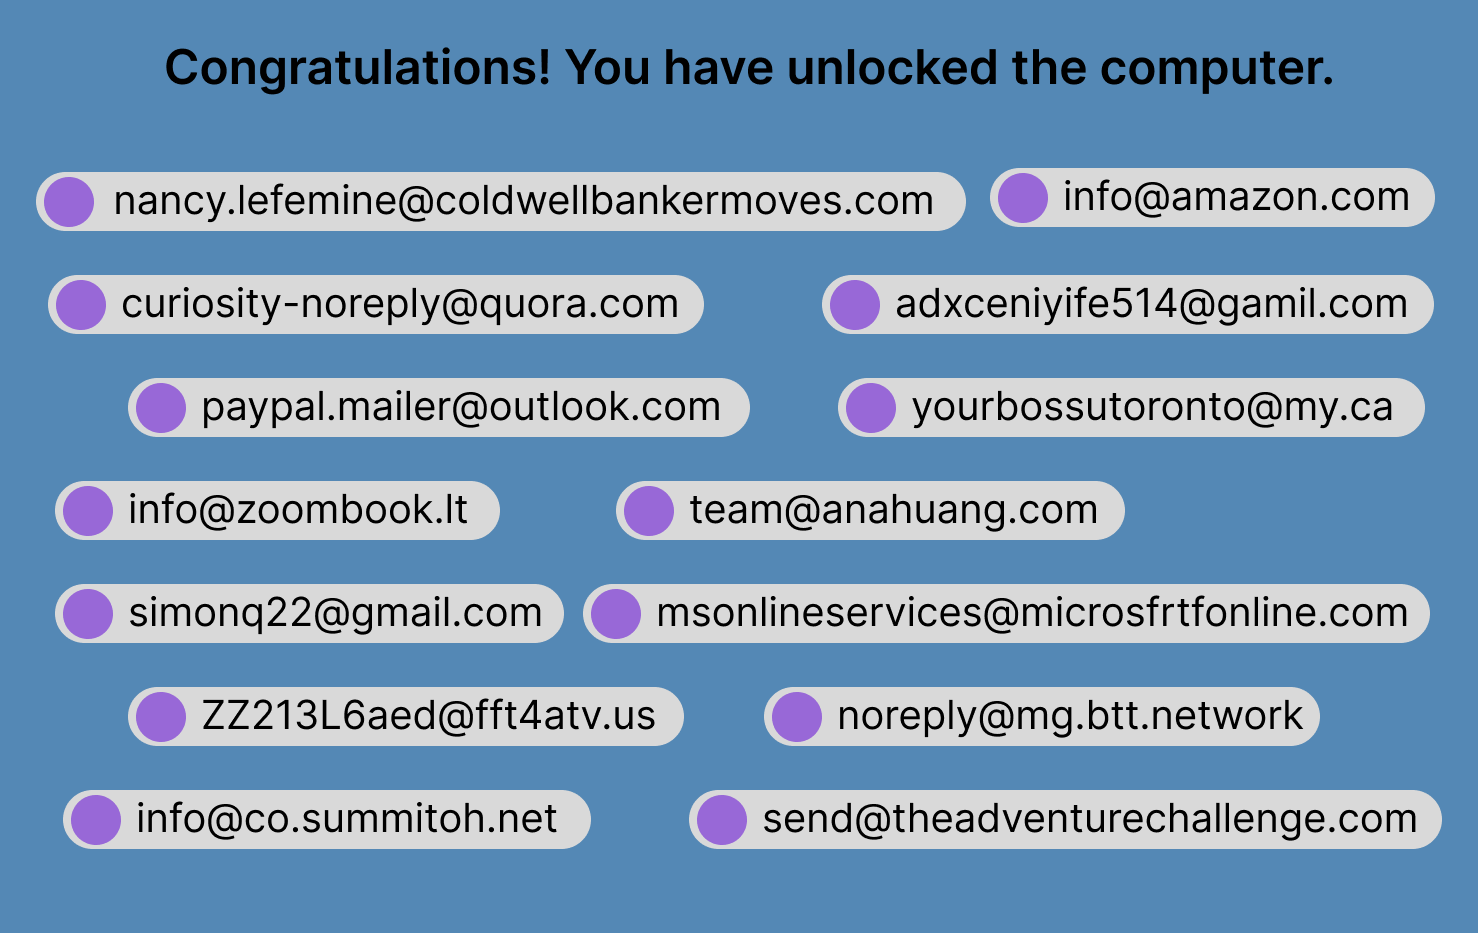 Congratulations! You have unlocked the computer.
nancy.lefemine@coldwellbankermoves.com
info@amazon.com
curiosity-noreply@quora.com
adxceniyife514@gamil.com
paypal.mailer@outlook.com
yourbossutoronto@my.ca
info@zoombook.lt
team@anahuang.com
simonq22@gmail.com
msonlineservices@microsfrtfonline.com
ZZ213L6aed@fft4atv.us
noreply@mg.btt.network
info@co.summitoh.net
send@theadventurechallenge.com